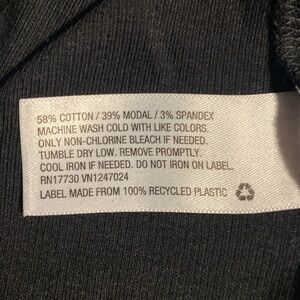 58% COTTON / 39% MODAL / 3% SPANDEX
MACHINE WASH COLD WITH LIKE COLORS.
ONLY NON-CHLORINE BLEACH IF NEEDED.
TUMBLE DRY LOW. REMOVE PROMPTLY.
COOL IRON IF NEEDED. DO NOT IRON ON LABEL.
RN17730 VN1247024
LABEL MADE FROM 100% RECYCLED PLASTIC